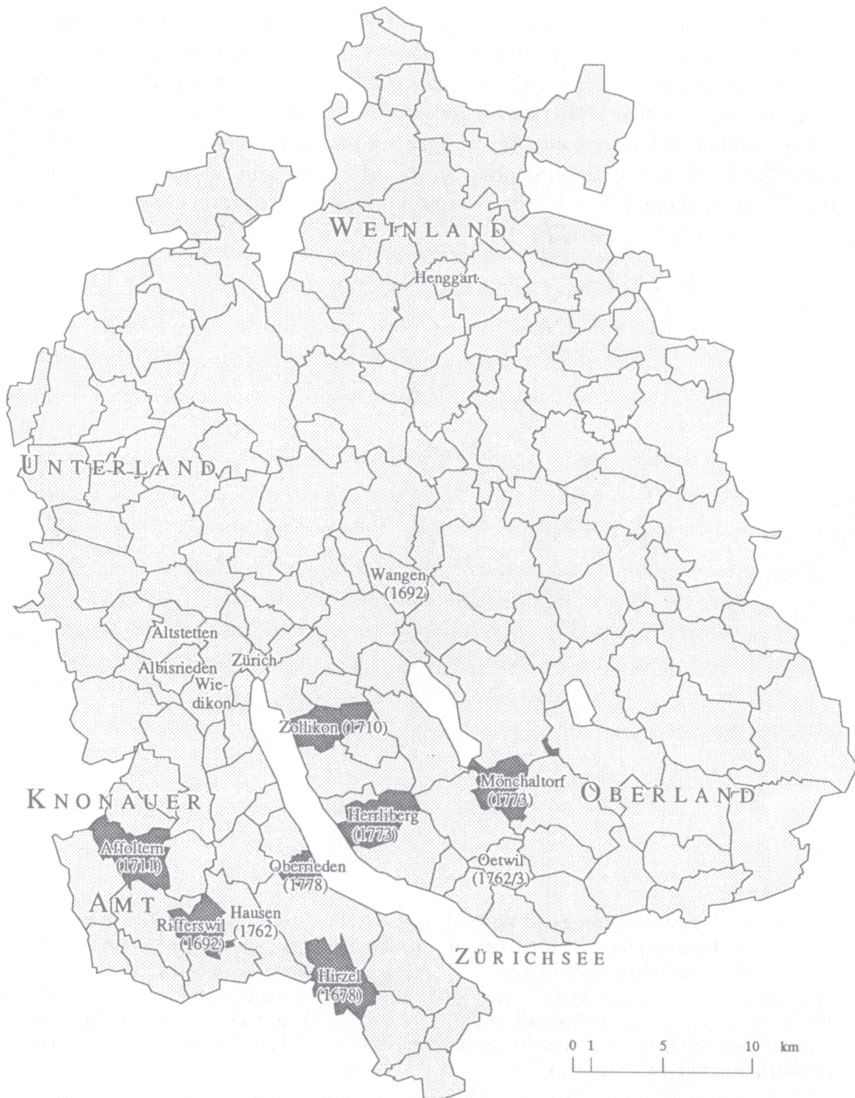 WEINLAND
Henggart
UNTERLAND
Wangen
(1692)
Altstetten
Albisrieden
Zürich
Wie-
dikon
Zollikon (1710)
KNONAUER
Mönchaltorf
(1773)
OBERLAND
Herrliberg
(1773)
Affoltern
(1711)
Oberrieden
(1778)
Oetwil
(1762/3)
AMT
Hausen
(1762)
Rifferswil
(1692)
ZÜRICHSEE
Hirzel
(1678)
0 1 5 10 km